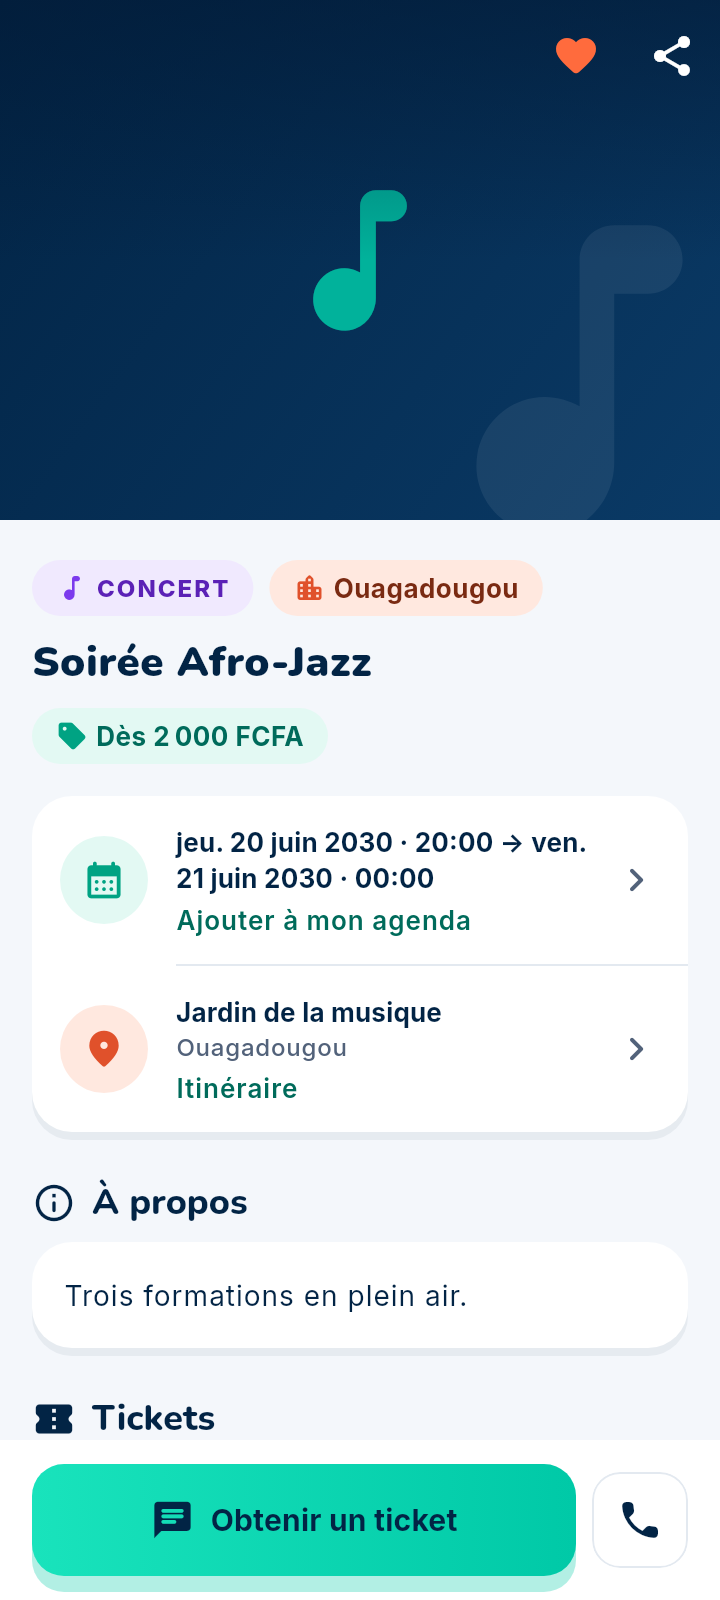 CONCERT
Ouagadougou
Soirée Afro-Jazz
Dès 2 000 FCFA
jeu. 20 juin 2030 · 20:00 → ven.
21 juin 2030 · 00:00
Ajouter à mon agenda
Jardin de la musique
Ouagadougou
Itinéraire
À propos
Trois formations en plein air.
Tickets
Obtenir un ticket